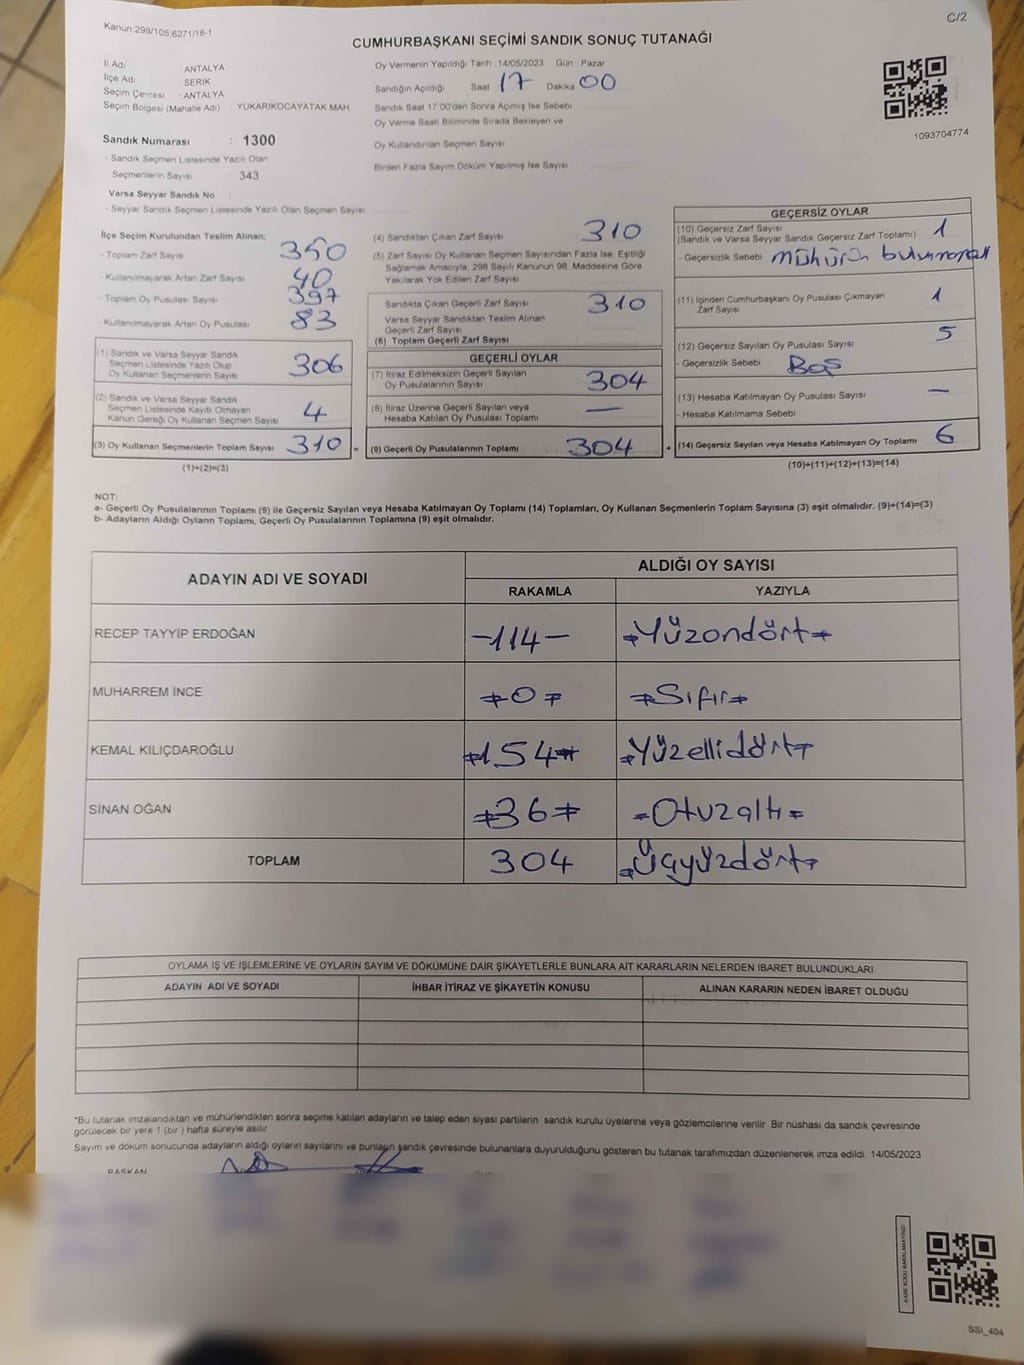 Kanun:298/105,6271/18-1
C/2
CUMHURBAŞKANI SEÇİMİ SANDIK SONUÇ TUTANAĞI
İl Adı ANTALYA
İlçe Adı SERIK
Seçim Çevresi : ANTALYA
Seçim Bölgesi (Mahalle Adı) YUKARIKOCAYATAK MAH
Oy Vermenin Yapıldığı Tarih 14/05/2023 Gün : Pazar
Sandığın Açıldığı Saat 17 Dakika 00
Sandık Saat 17.00'den Sonra Açımış İse Sebebi
Oy Verme Saati Bitiminde Sırada Bekleyen ve
Oy Kullandırılan Seçmen Sayısı
Birden Fazla Sayım Döküm Yapılmış İse Sayısı
1093704774
Sandık Numarası : 1300
- Sandık Seçmen Listesinde Yazılı Olan
Seçmenlerin Sayısı : 343
Varsa Seyyar Sandık No :
- Seyyar Sandık Seçmen Listesinde Yazılı Olan Seçmen Sayısı
İlçe Seçim Kurulundan Teslim Alınan:
- Toplam Zarf Sayısı 350
- Kullanılmayarak Artan Zarf Sayısı 40
- Toplam Oy Pusulası Sayısı 397
- Kullanılmayarak Artan Oy Pusulası 83
(1) Sandık ve Varsa Seyyar Sandık
Seçmen Listesinde Yazılı Olup
Oy Kullanan Seçmenlerin Sayısı 306
(2) Sandık ve Varsa Seyyar Sandık
Seçmen Listesinde Kayıtlı Olmayan
Kanun Gereği Oy Kullanan Seçmen Sayısı 4
(3) Oy Kullanan Seçmenlerin Toplam Sayısı 310 =
(1)+(2)=(3)
(4) Sandıktan Çıkan Zarf Sayısı 310
(5) Zarf Sayısı Oy Kullanan Seçmen Sayısından Fazla İse, Eşitliği
Sağlamak Amacıyla, 298 Sayılı Kanunun 98. Maddesine Göre
Yakılarak Yok Edilen Zarf Sayısı
Sandıkta Çıkan Geçerli Zarf Sayısı 310
Varsa Seyyar Sandıktan Teslim Alınan
Geçerli Zarf Sayısı
(6) Toplam Geçerli Zarf Sayısı
GEÇERLİ OYLAR
(7) İtiraz Edilmeksizin Geçerli Sayılan
Oy Pusulalarının Sayısı 304
(8) İtiraz Üzerine Geçerli Sayılan veya
Hesaba Katılan Oy Pusulası Toplamı —
(9) Geçerli Oy Pusulalarının Toplamı 304 +
GEÇERSİZ OYLAR
(10) Geçersiz Zarf Sayısı 1
(Sandık ve Varsa Seyyar Sandık Geçersiz Zarf Toplamı)
- Geçersizlik Sebebi mühürün bulunması
(11) İçinden Cumhurbaşkanı Oy Pusulası Çıkmayan
Zarf Sayısı 1
(12) Geçersiz Sayılan Oy Pusulası Sayısı 5
- Geçersizlik Sebebi Boş
(13) Hesaba Katılmayan Oy Pusulası Sayısı —
- Hesaba Katılmama Sebebi
(14) Geçersiz Sayılan veya Hesaba Katılmayan Oy Toplamı 6
(10)+(11)+(12)+(13)=(14)
NOT:
a- Geçerli Oy Pusulalarının Toplamı (9) ile Geçersiz Sayılan veya Hesaba Katılmayan Oy Toplamı (14) Toplamları, Oy Kullanan Seçmenlerin Toplam Sayısına (3) eşit olmalıdır. (9)+(14)=(3)
b- Adayların Aldığı Oyların Toplamı, Geçerli Oy Pusulalarının Toplamına (9) eşit olmalıdır.
ADAYIN ADI VE SOYADI
ALDIĞI OY SAYISI
RAKAMLA YAZIYLA
RECEP TAYYİP ERDOĞAN -114- Yüzondört
MUHARREM İNCE 0 Sıfır
KEMAL KILIÇDAROĞLU 154 Yüzellidört
SİNAN OĞAN 36 Otuzaltı
TOPLAM 304 Üçyüzdört
OYLAMA İŞ VE İŞLEMLERİNE VE OYLARIN SAYIM VE DÖKÜMÜNE DAİR ŞİKAYETLERLE BUNLARA AİT KARARLARIN NELERDEN İBARET BULUNDUKLARI
ADAYIN ADI VE SOYADI İHBAR İTİRAZ VE ŞİKAYETİN KONUSU ALINAN KARARIN NEDEN İBARET OLDUĞU
*Bu tutanak imzalandıktan ve mühürlendikten sonra seçime katılan adayların ve talep eden siyasi partilerin sandık kurulu üyelerine veya gözlemcilerine verilir. Bir nüshası da sandık çevresinde
görülecek bir yere 1 (bir ) hafta süreyle asılır
Sayım ve döküm sonucunda adayların aldığı oyların sayılarını ve bunların sandık çevresinde bulunanlara duyurulduğunu gösteren bu tutanak tarafımızdan düzenlenerek imza edildi. 14/05/2023
BAŞKAN
KARE KODU KARALAMAYINIZ!
SSI_404